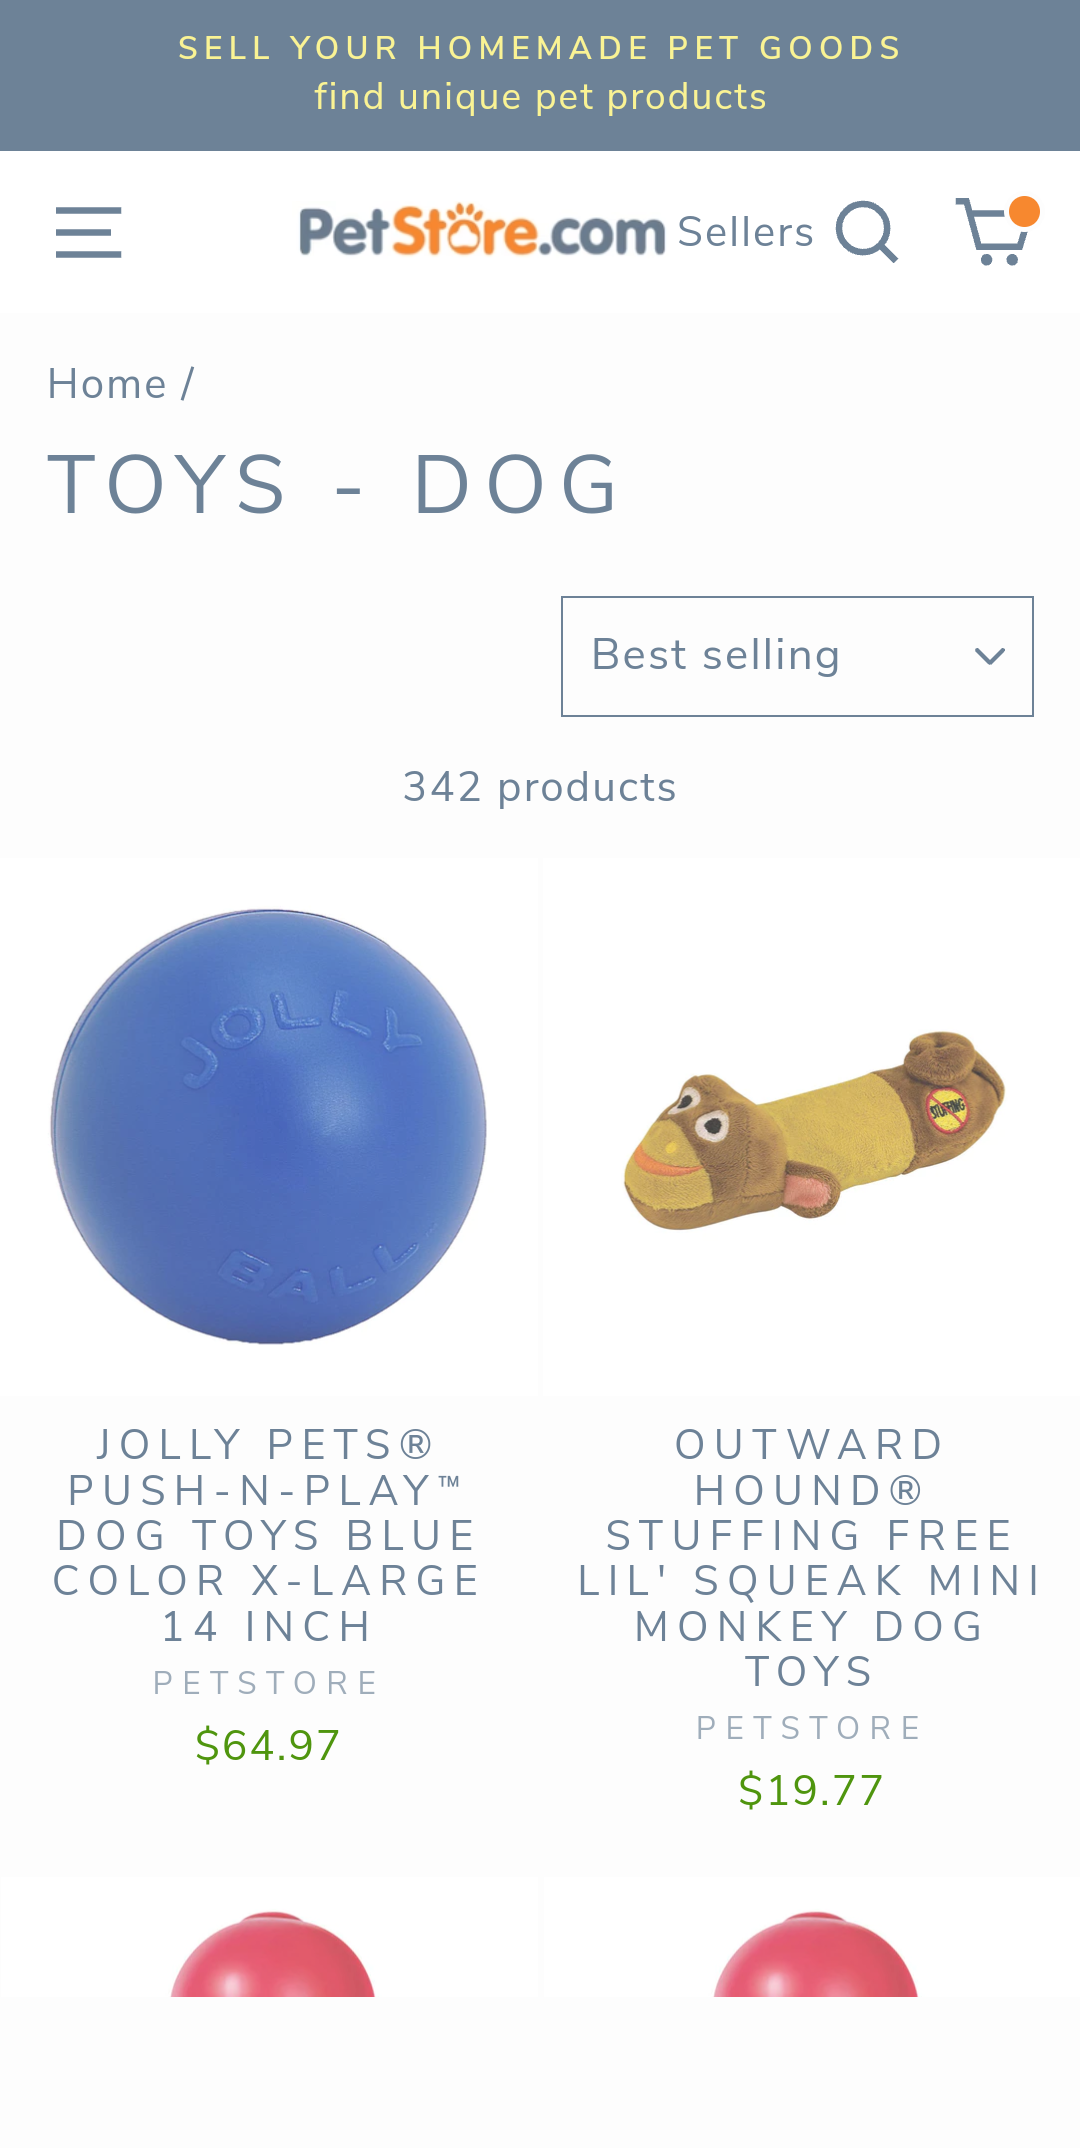 SELL YOUR HOMEMADE PET GOODS
find unique pet products
PetStore.com Sellers
Home /
TOYS - DOG
Best selling
342 products
JOLLY
BALL
STUFFING
JOLLY PETS®
PUSH-N-PLAY™
DOG TOYS BLUE
COLOR X-LARGE
14 INCH
PETSTORE
$64.97
OUTWARD
HOUND®
STUFFING FREE
LIL' SQUEAK MINI
MONKEY DOG
TOYS
PETSTORE
$19.77